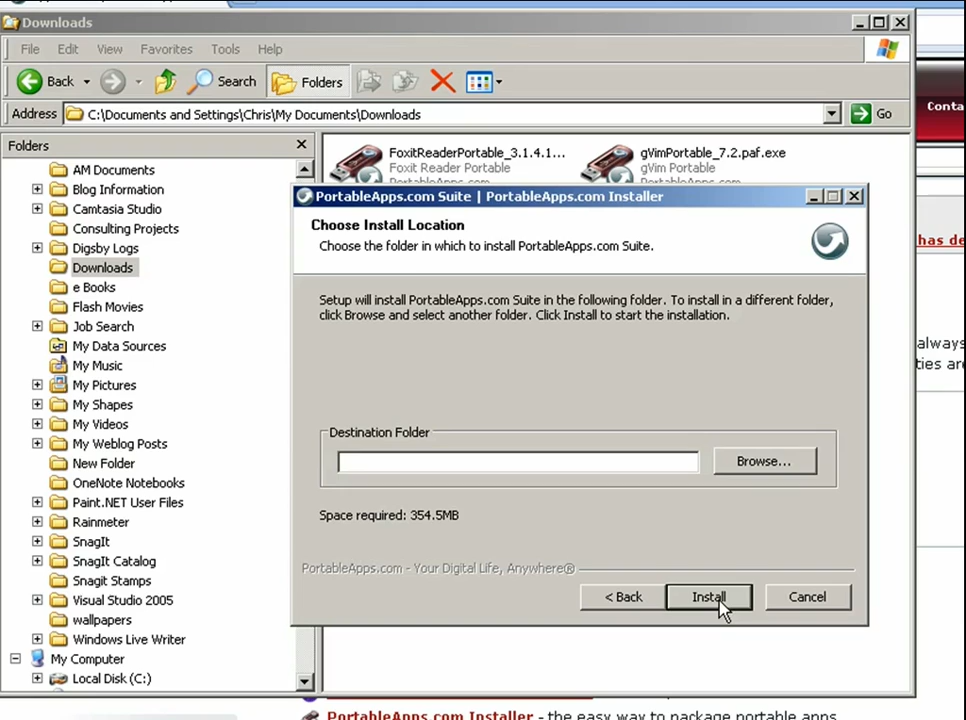 Downloads
File Edit View Favorites Tools Help
Back Search Folders
Address C:\Documents and Settings\Chris\My Documents\Downloads Go
Conta
Folders
AM Documents
Blog Information
Camtasia Studio
Consulting Projects
Digsby Logs
Downloads
e Books
Flash Movies
Job Search
My Data Sources
My Music
My Pictures
My Shapes
My Videos
My Weblog Posts
New Folder
OneNote Notebooks
Paint.NET User Files
Rainmeter
SnagIt
SnagIt Catalog
Snagit Stamps
Visual Studio 2005
wallpapers
Windows Live Writer
My Computer
Local Disk (C:)
FoxitReaderPortable_3.1.4.1...
Foxit Reader Portable
PortableApps.com
gVimPortable_7.2.paf.exe
gVim Portable
PortableApps.com
PortableApps.com Suite | PortableApps.com Installer
Choose Install Location
Choose the folder in which to install PortableApps.com Suite.
Setup will install PortableApps.com Suite in the following folder. To install in a different folder,
click Browse and select another folder. Click Install to start the installation.
Destination Folder
Browse...
Space required: 354.5MB
PortableApps.com - Your Digital Life, Anywhere®
< Back Install Cancel
has de
always
ties are
PortableApps.com Installer - the easy way to package portable apps